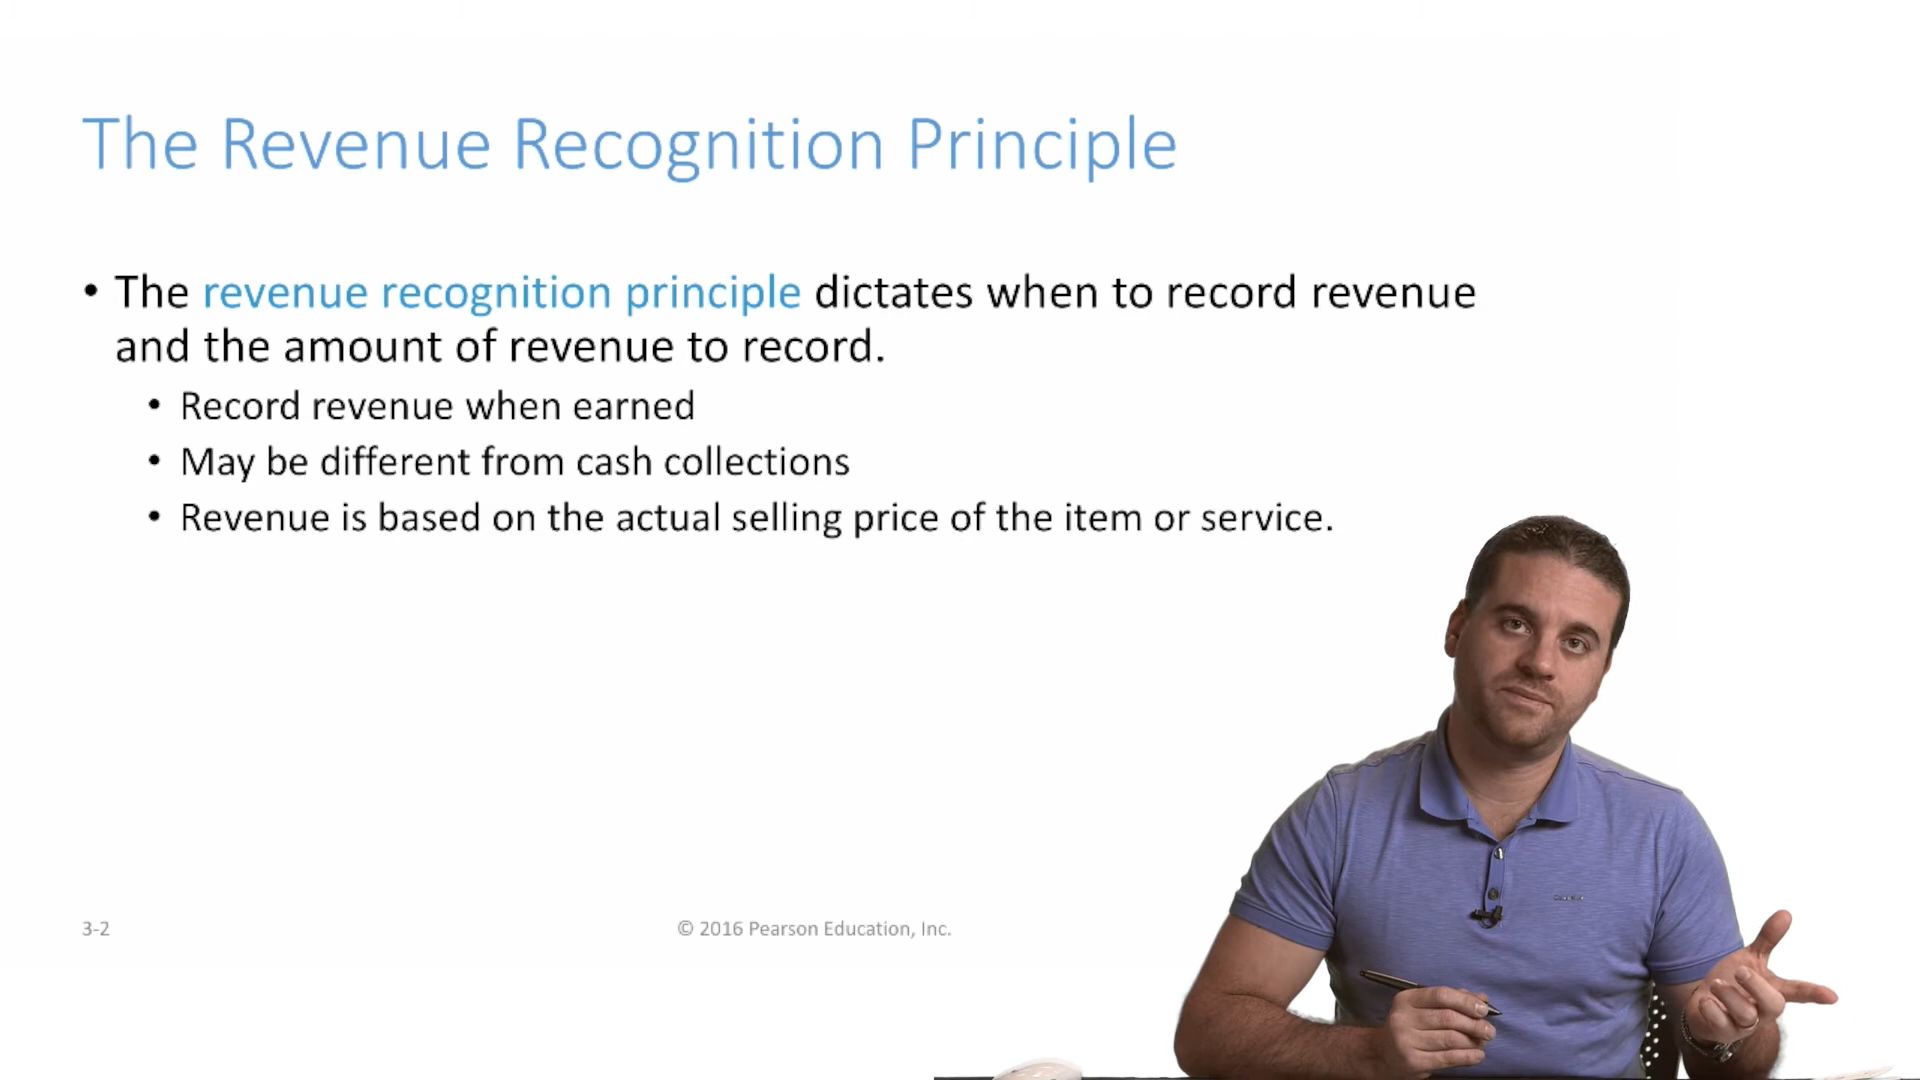 The Revenue Recognition Principle
• The revenue recognition principle dictates when to record revenue
and the amount of revenue to record.
• Record revenue when earned
• May be different from cash collections
• Revenue is based on the actual selling price of the item or service.
3-2
© 2016 Pearson Education, Inc.